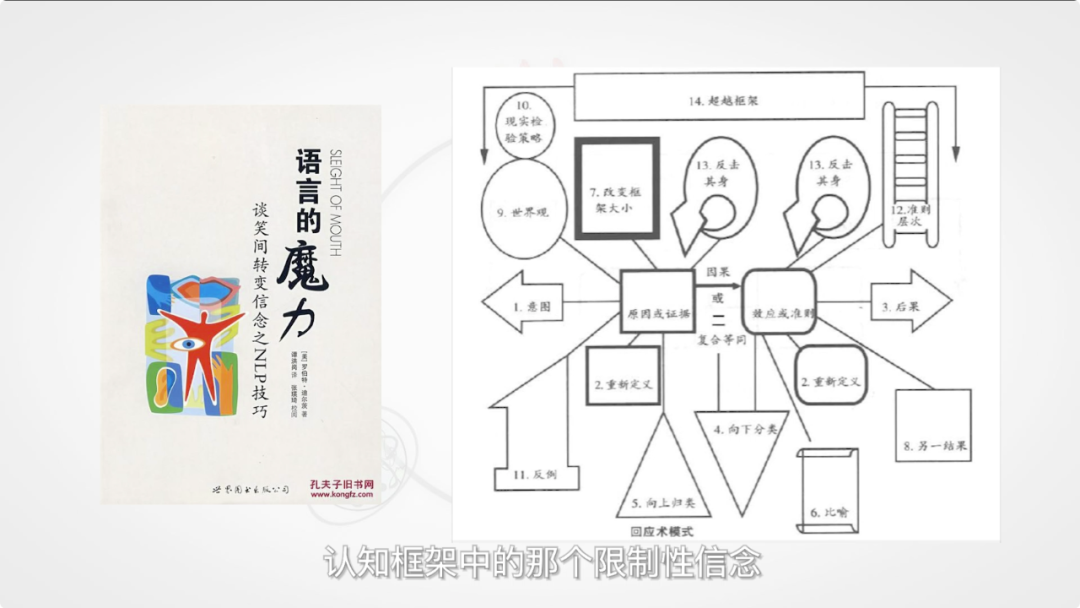 语言的魔力
SLEIGHT OF MOUTH
谈笑间转变信念之NLP技巧
[美]罗伯特·迪尔茨 著
谭洪岗 译 张瑞琦 校阅
世界图书出版公司
孔夫子旧书网
www.kongfz.com
14.超越框架
10.
现实检
验策略
9.世界观
7.改变框
架大小
13.反击
其身
13.反击
其身
12.准则
层次
1.意图
原因或证据
因果
或
=
复合等同
效应或准则
3.后果
2.重新定义
2.重新定义
4.向下分类
8.另一结果
11.反例
5.向上归类
6.比喻
回应术模式
认知框架中的那个限制性信念